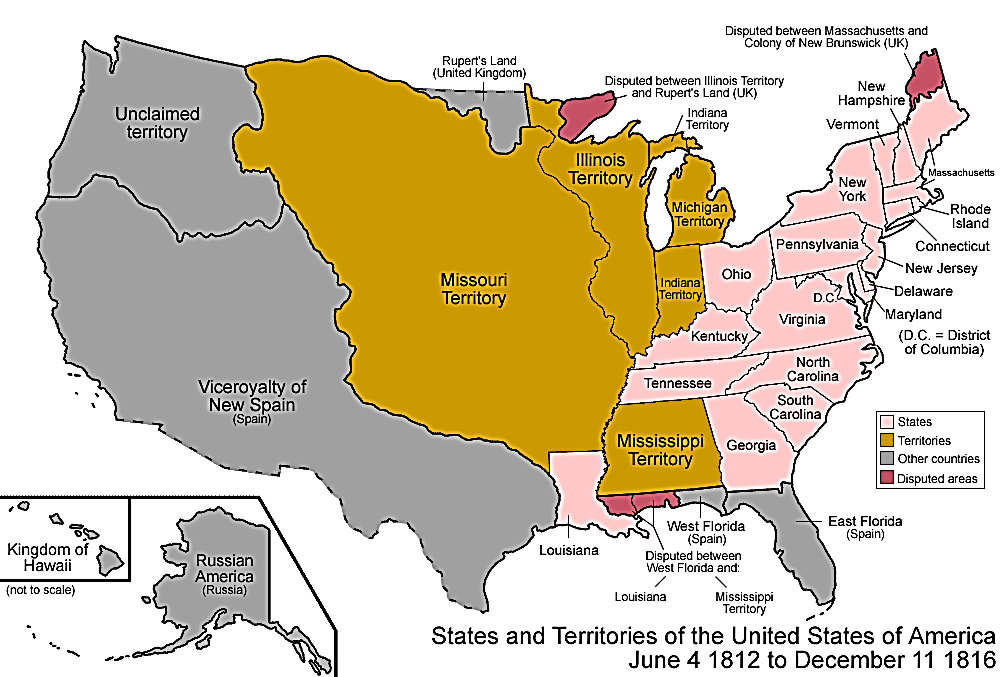 Disputed between Massachusetts and
Colony of New Brunswick (UK)
Rupert's Land
(United Kingdom)
Disputed between Illinois Territory
and Rupert's Land (UK)
New
Hampshire
Unclaimed
territory
Indiana
Territory
Vermont
Illinois
Territory
Massachusetts
New
York
Michigan
Territory
Rhode
Island
Connecticut
Pennsylvania
New Jersey
Ohio
Missouri
Territory
Indiana
Territory
Delaware
D.C.
Maryland
Virginia
(D.C. = District
of Columbia)
Kentucky
North
Carolina
Tennessee
Viceroyalty of
New Spain
(Spain)
South
Carolina
Mississippi
Territory
Georgia
States
Territories
Other countries
Disputed areas
West Florida
(Spain)
East Florida
(Spain)
Louisiana
Disputed between
West Florida and:
Louisiana
Mississippi
Territory
Kingdom of
Hawaii
(not to scale)
Russian
America
(Russia)
States and Territories of the United States of America
June 4 1812 to December 11 1816